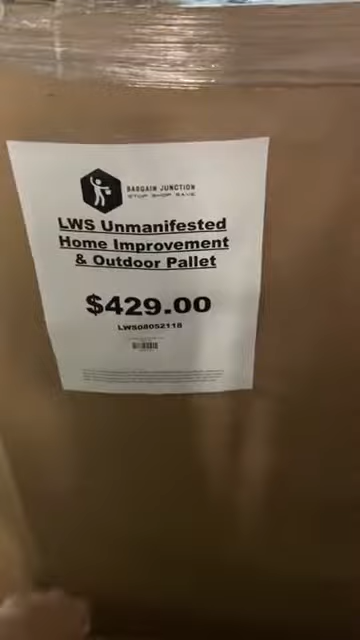 BARGAIN JUNCTION
STOP SHOP SAVE
LWS Unmanifested
Home Improvement
& Outdoor Pallet
$429.00
LWS08052118